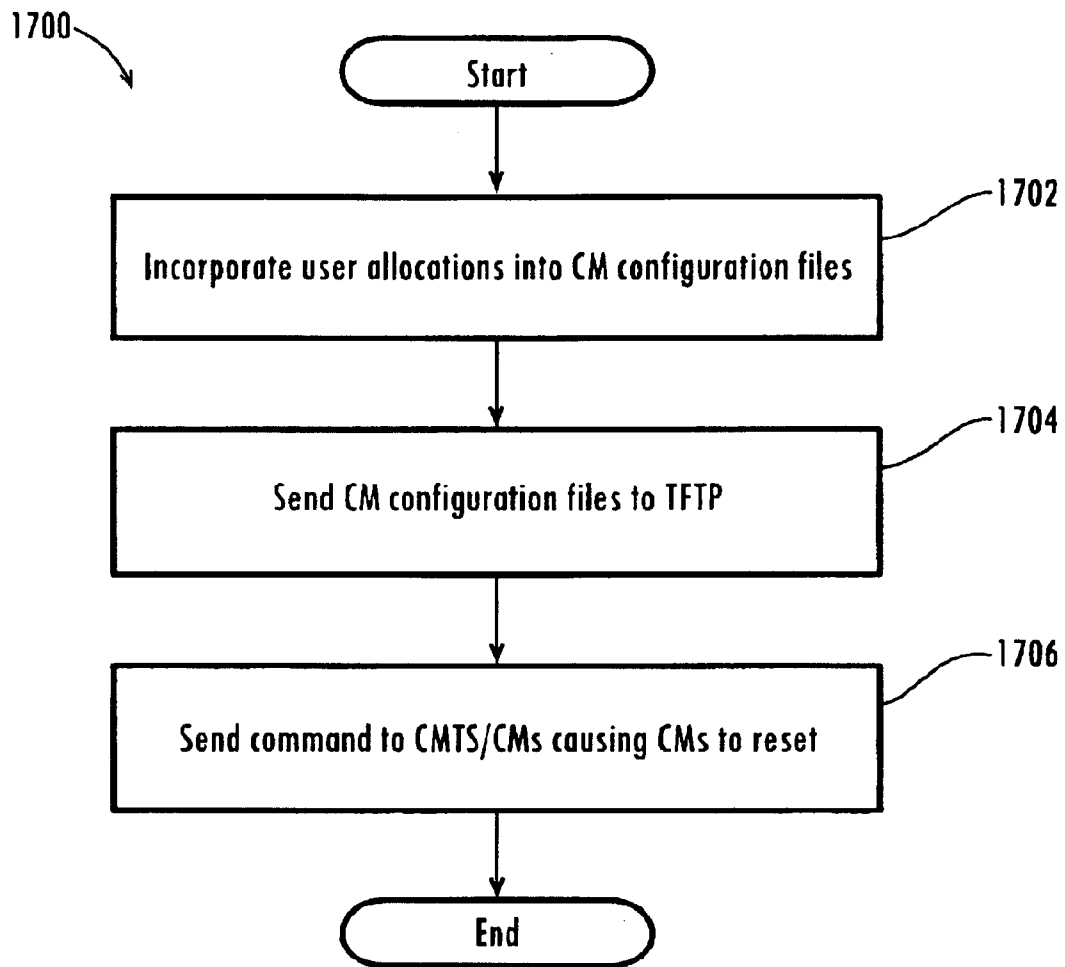 1700
Start
1702
Incorporate user allocations into CM configuration files
1704
Send CM configuration files to TFTP
1706
Send command to CMTS/CMs causing CMs to reset
End